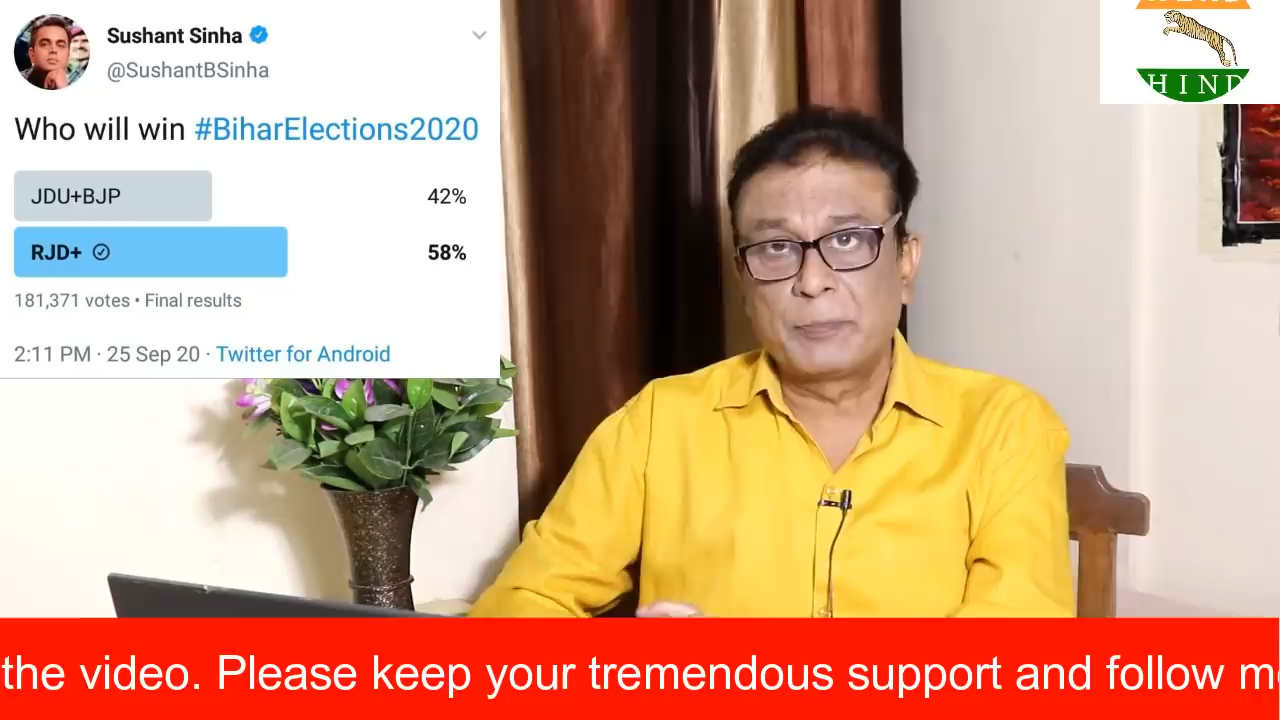 Sushant Sinha
@SushantBSinha
Who will win #BiharElections2020
JDU+BJP 42%
RJD+ 58%
181,371 votes • Final results
2:11 PM · 25 Sep 20 · Twitter for Android
HIND
the video. Please keep your tremendous support and follow